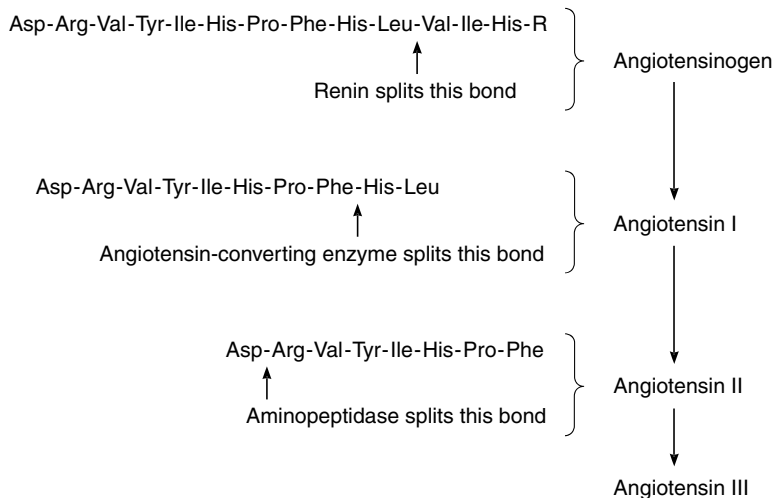 Asp-Arg-Val-Tyr-Ile-His-Pro-Phe-His-Leu-Val-Ile-His-R
Renin splits this bond
Angiotensinogen
Asp-Arg-Val-Tyr-Ile-His-Pro-Phe-His-Leu
Angiotensin-converting enzyme splits this bond
Angiotensin I
Asp-Arg-Val-Tyr-Ile-His-Pro-Phe
Aminopeptidase splits this bond
Angiotensin II
Angiotensin III